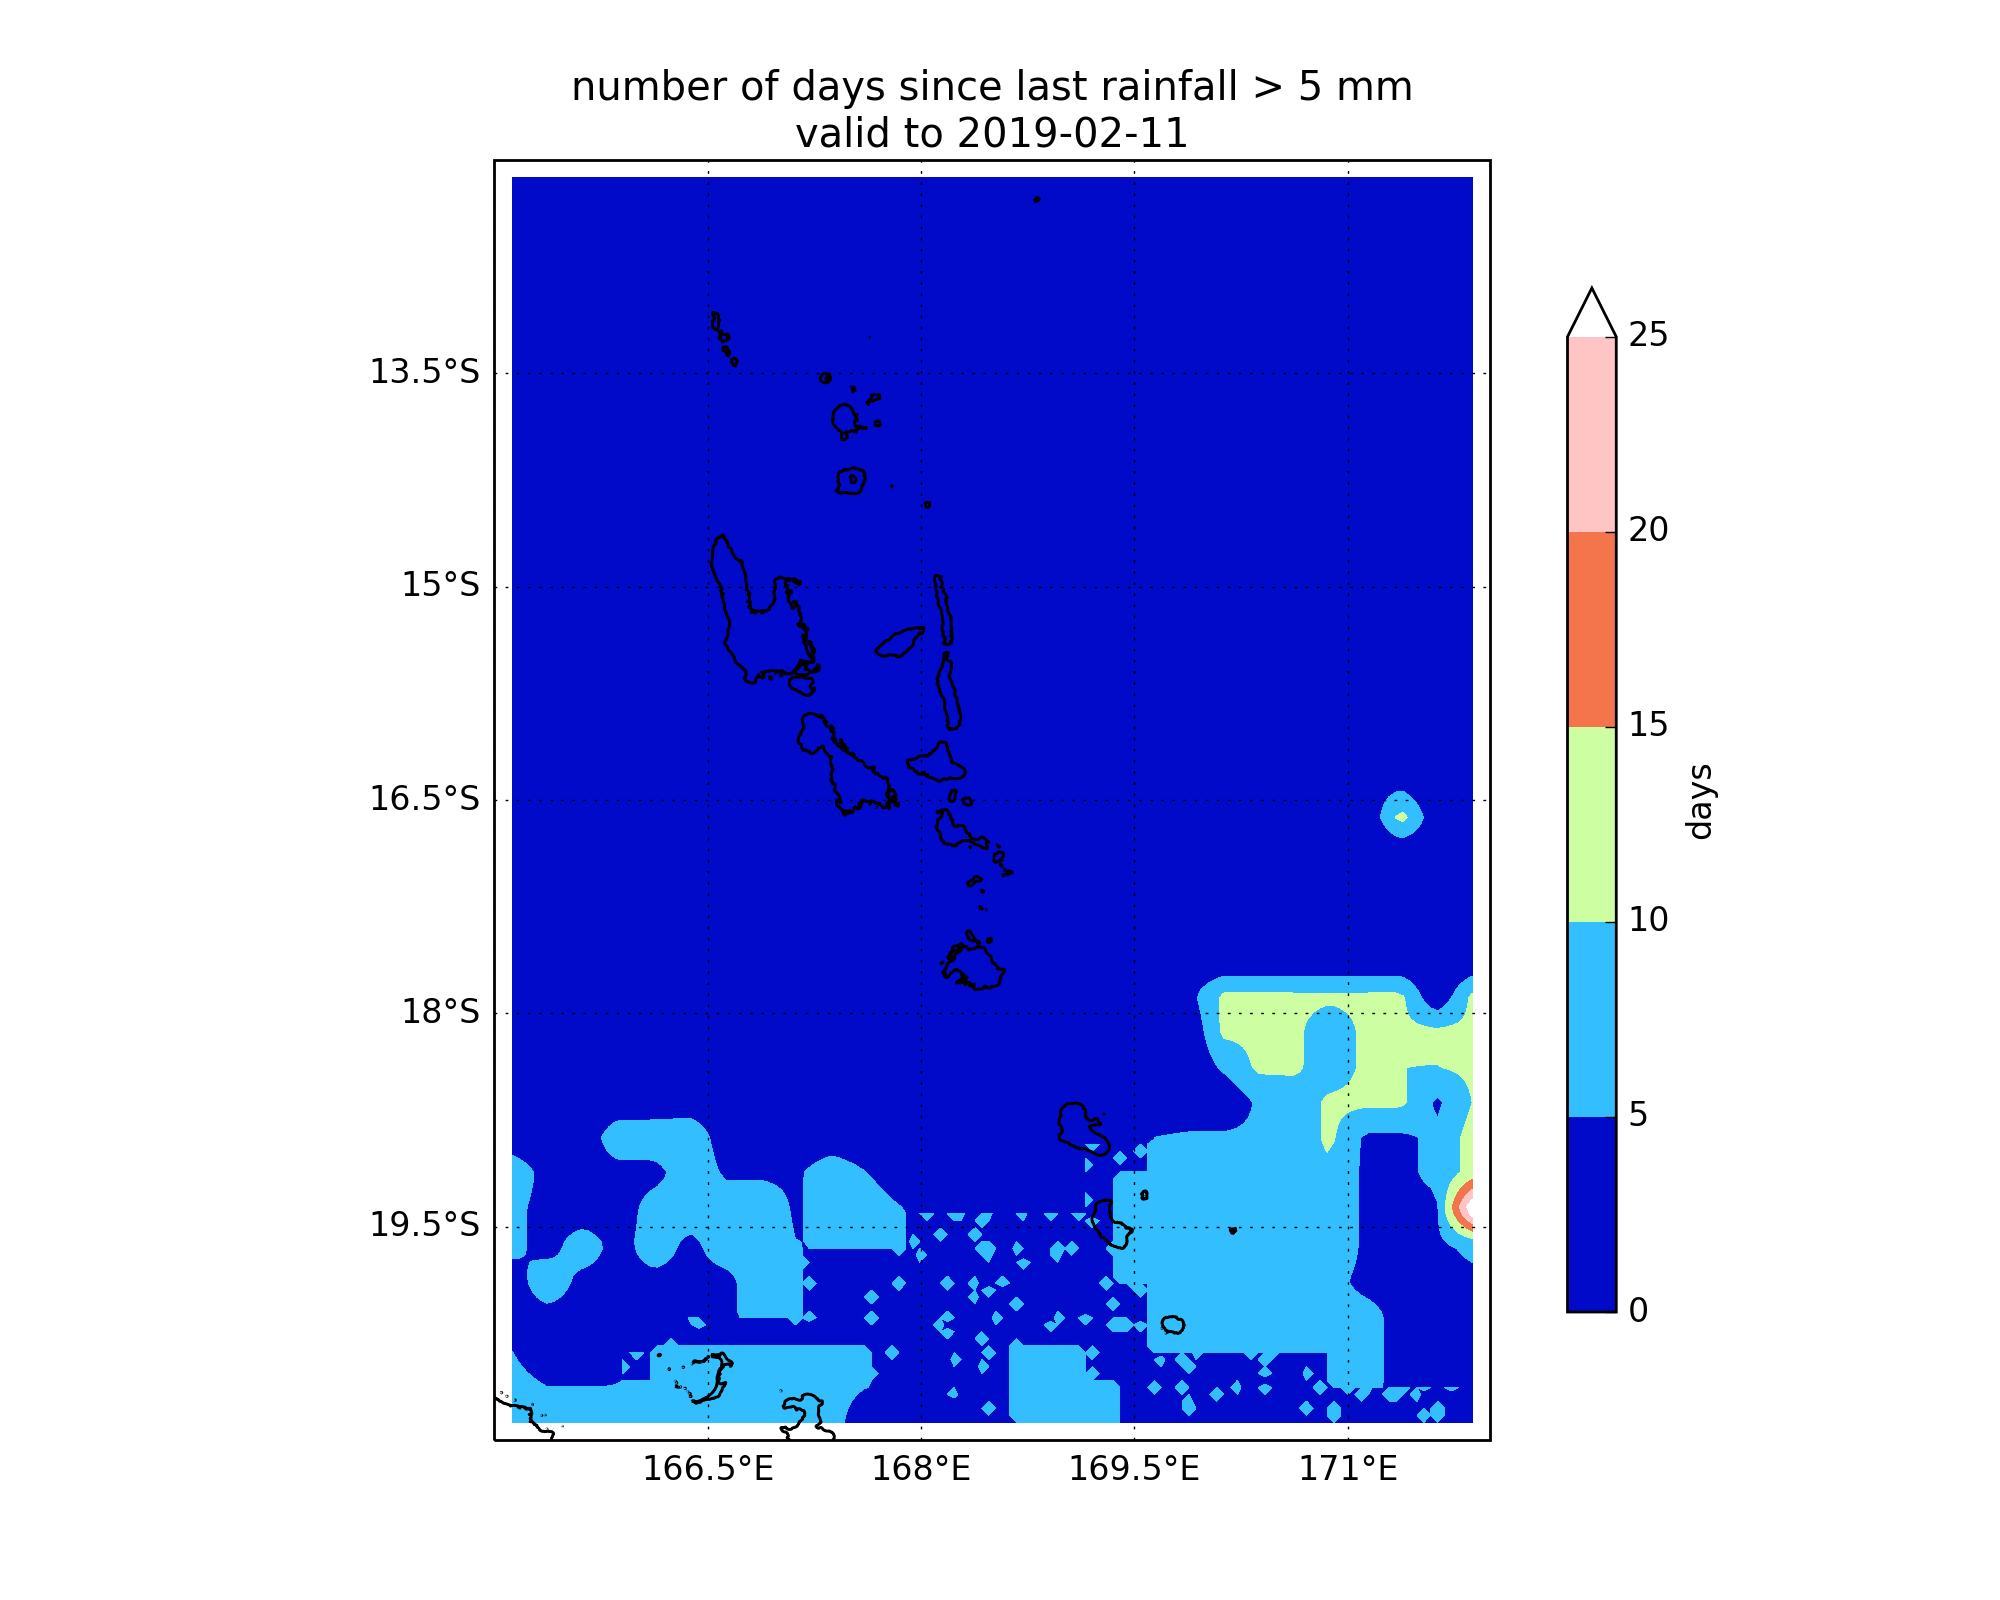 number of days since last rainfall > 5 mm
valid to 2019-02-11
13.5°S
15°S
16.5°S
18°S
19.5°S
166.5°E
168°E
169.5°E
171°E
25
20
15
10
5
0
days